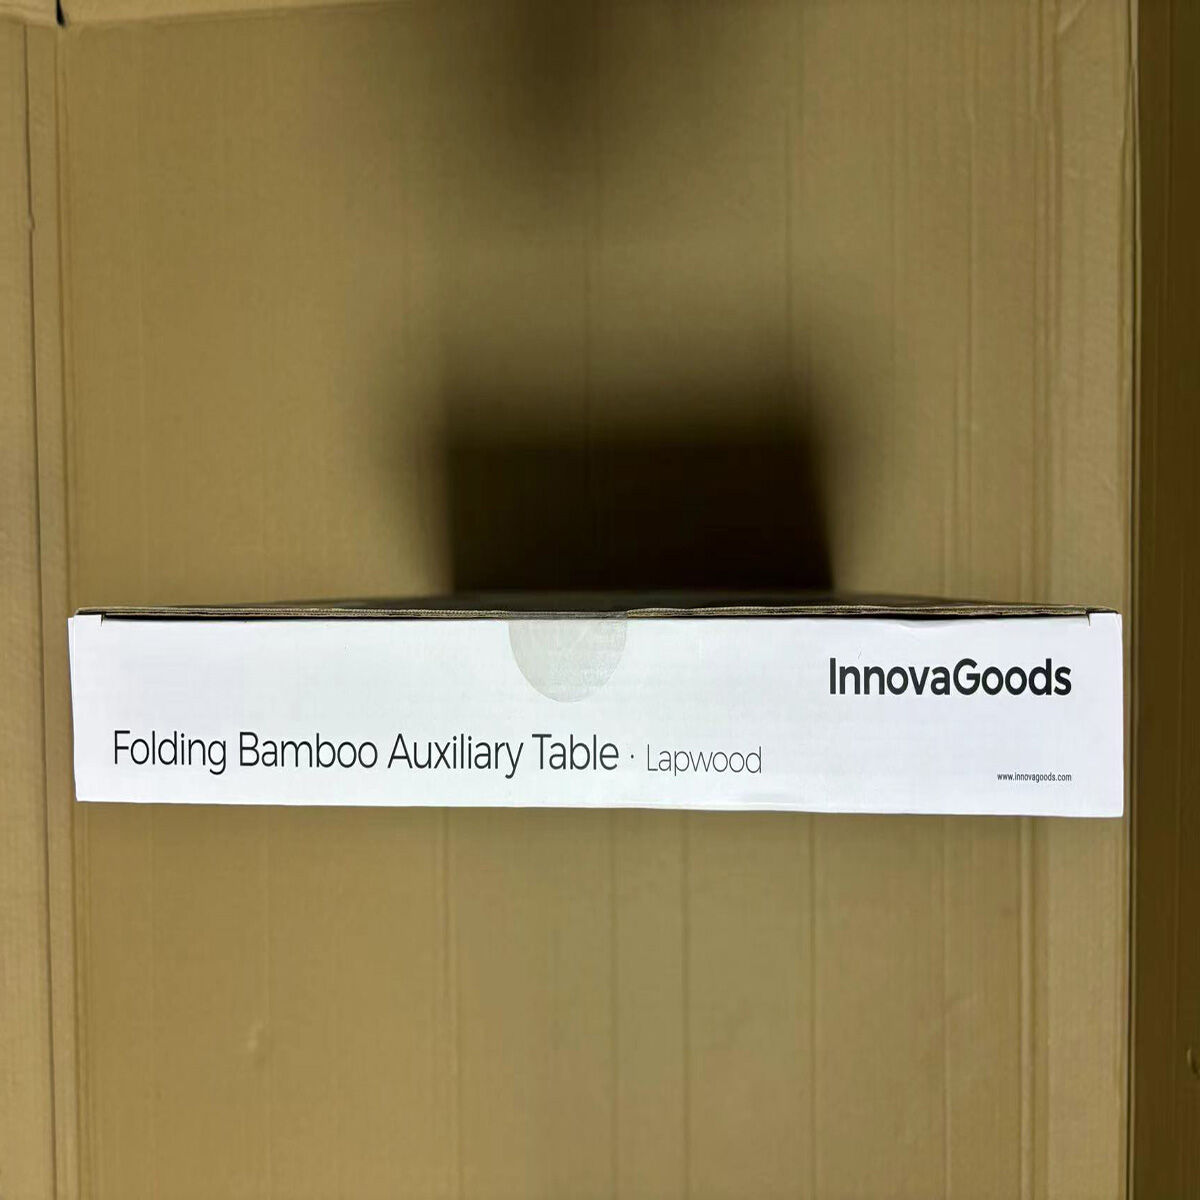 InnovaGoods
Folding Bamboo Auxiliary Table · Lapwood
www.innovagoods.com